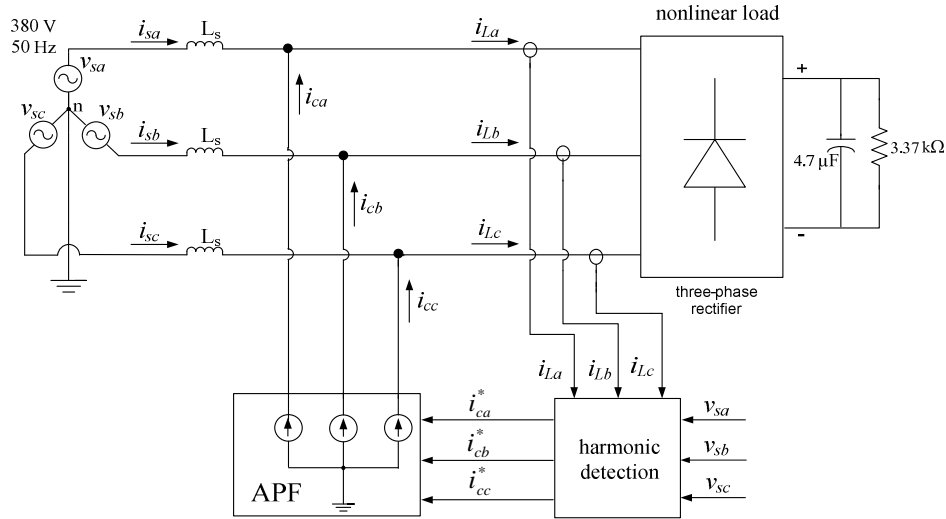 nonlinear load
380 V
50 Hz
i_sa
L_s
i_La
v_sa
+
i_ca
v_sc
n
v_sb
i_sb
L_s
i_Lb
4.7 μF
3.37 kΩ
i_cb
i_sc
L_s
i_Lc
-
three-phase
rectifier
i_cc
i_La
i_Lb
i_Lc
i*_ca
v_sa
i*_cb
harmonic
detection
v_sb
i*_cc
v_sc
APF